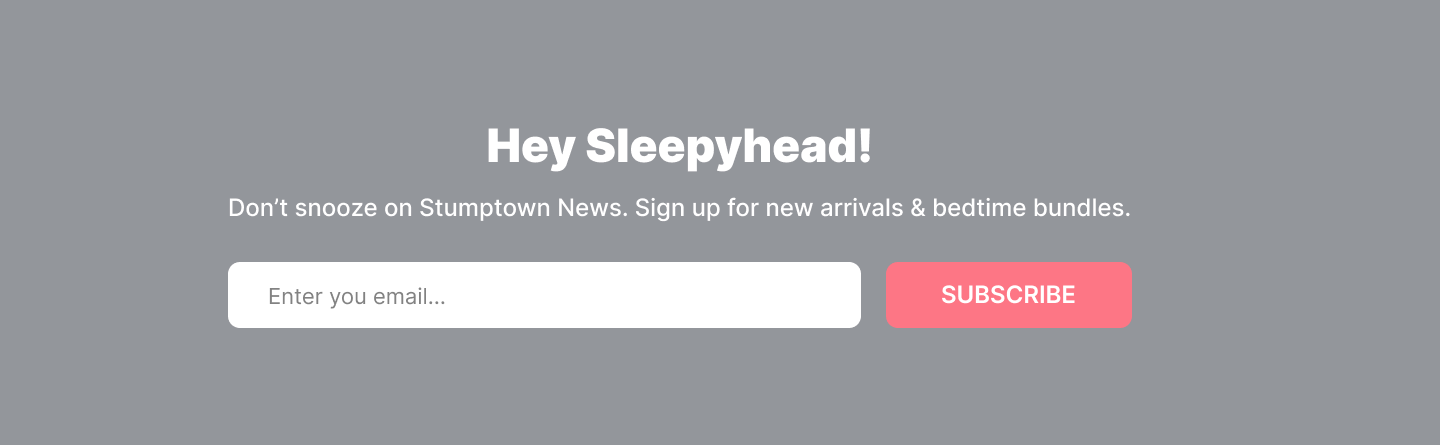 Hey Sleepyhead!
Don’t snooze on Stumptown News. Sign up for new arrivals & bedtime bundles.
Enter you email...
SUBSCRIBE